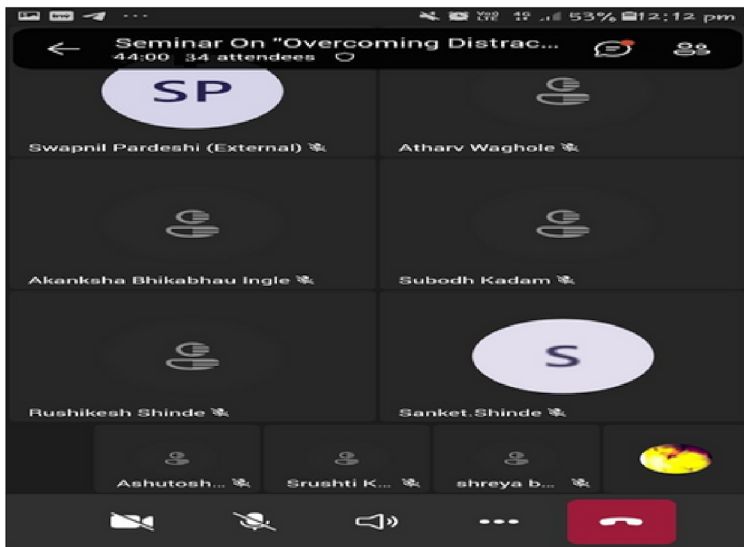 53% 12:12 pm
Seminar On "Overcoming Distrac...
44:00 34 attendees
SP
Swapnil Pardeshi (External)
Atharv Waghole
Akanksha Bhikabhau Ingle
Subodh Kadam
S
Rushikesh Shinde
Sanket.Shinde
Ashutosh...
Srushti K...
shreya b...